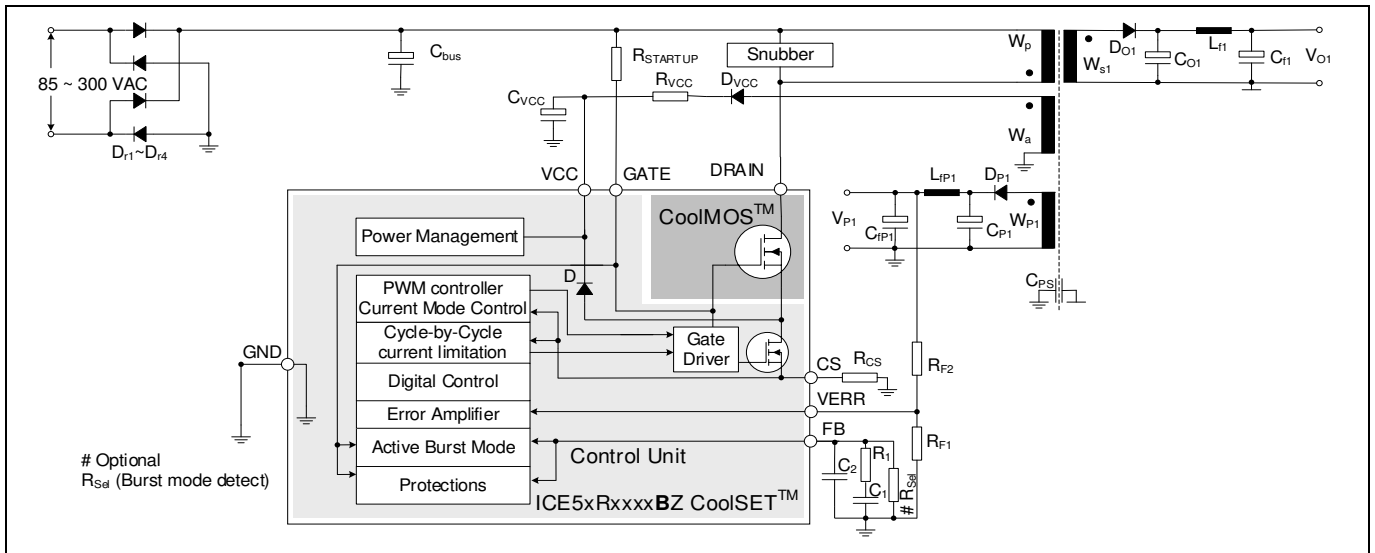 85 ~ 300 VAC
Dr1~Dr4
Cbus
RSTARTUP
Snubber
Wp
Ws1
DO1
CO1
Lf1
Cf1
VO1
CVCC
RVCC
DVCC
Wa
VCC
GATE
DRAIN
LfP1
DP1
VP1
CfP1
CP1
WP1
CPS
CoolMOS™
Power Management
D
PWM controller
Current Mode Control
Cycle-by-Cycle
current limitation
Gate
Driver
GND
Digital Control
CS
RCS
RF2
VERR
Error Amplifier
FB
Active Burst Mode
Control Unit
Protections
C2
R1
C1
# RSel
RF1
# Optional
RSel (Burst mode detect)
ICE5xRxxxxBZ CoolSET™